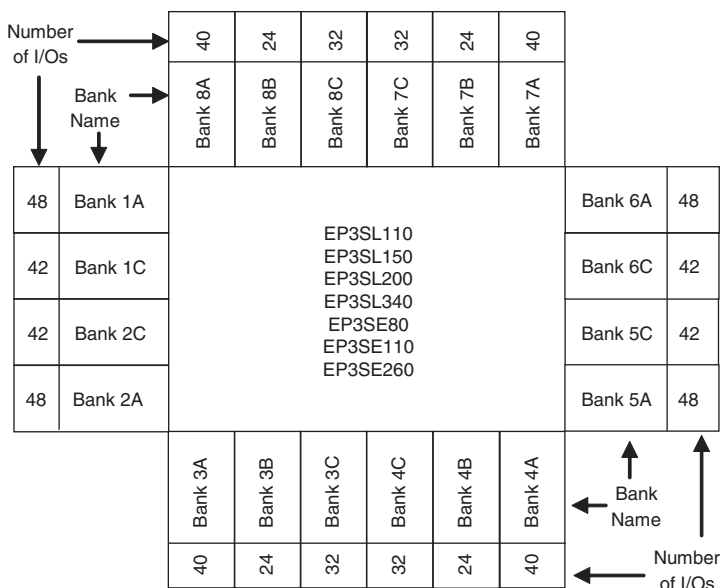 Number
of I/Os
40
24
32
32
24
40
Bank
Name
Bank 8A
Bank 8B
Bank 8C
Bank 7C
Bank 7B
Bank 7A
48
Bank 1A
42
Bank 1C
42
Bank 2C
48
Bank 2A
EP3SL110
EP3SL150
EP3SL200
EP3SL340
EP3SE80
EP3SE110
EP3SE260
Bank 6A
48
Bank 6C
42
Bank 5C
42
Bank 5A
48
Bank 3A
Bank 3B
Bank 3C
Bank 4C
Bank 4B
Bank 4A
Bank
Name
40
24
32
32
24
40
Number
of I/Os